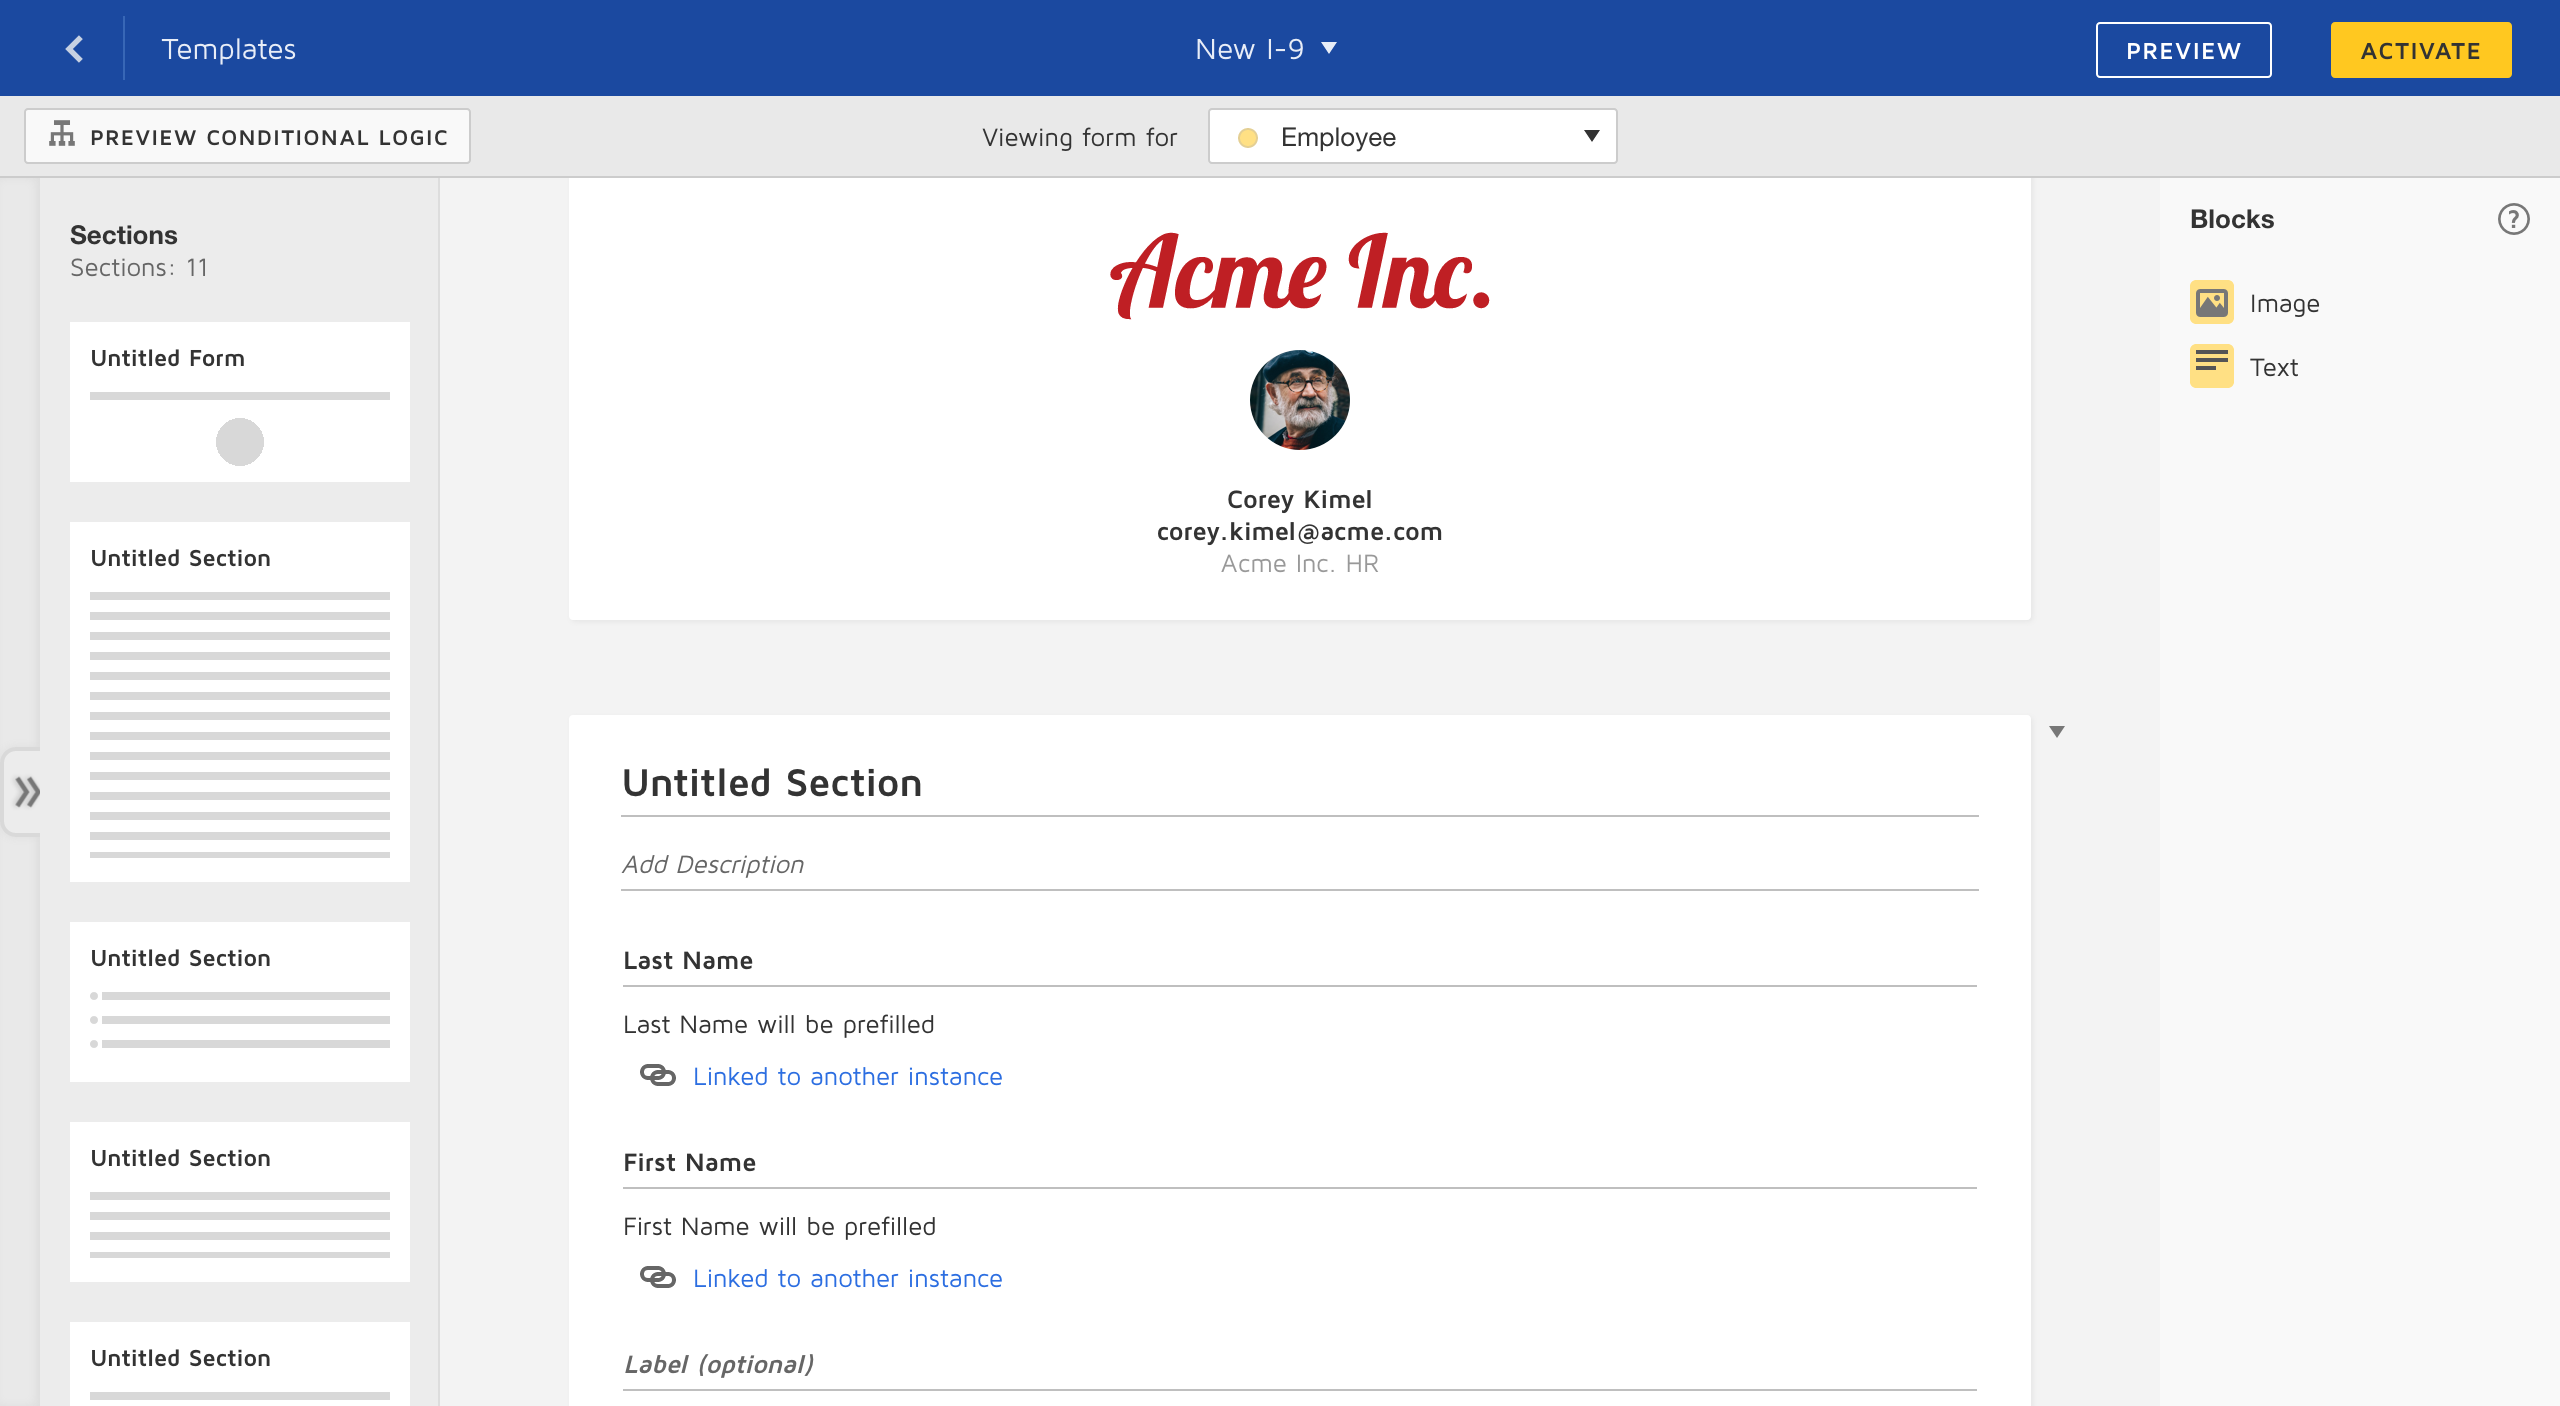 Templates
New I-9
PREVIEW
ACTIVATE
PREVIEW CONDITIONAL LOGIC
Viewing form for
Employee
Sections
Sections: 11
Untitled Form
Untitled Section
Untitled Section
Untitled Section
Untitled Section
Acme Inc.
Corey Kimel
corey.kimel@acme.com
Acme Inc. HR
Untitled Section
Add Description
Last Name
Last Name will be prefilled
Linked to another instance
First Name
First Name will be prefilled
Linked to another instance
Label (optional)
Blocks
?
Image
Text